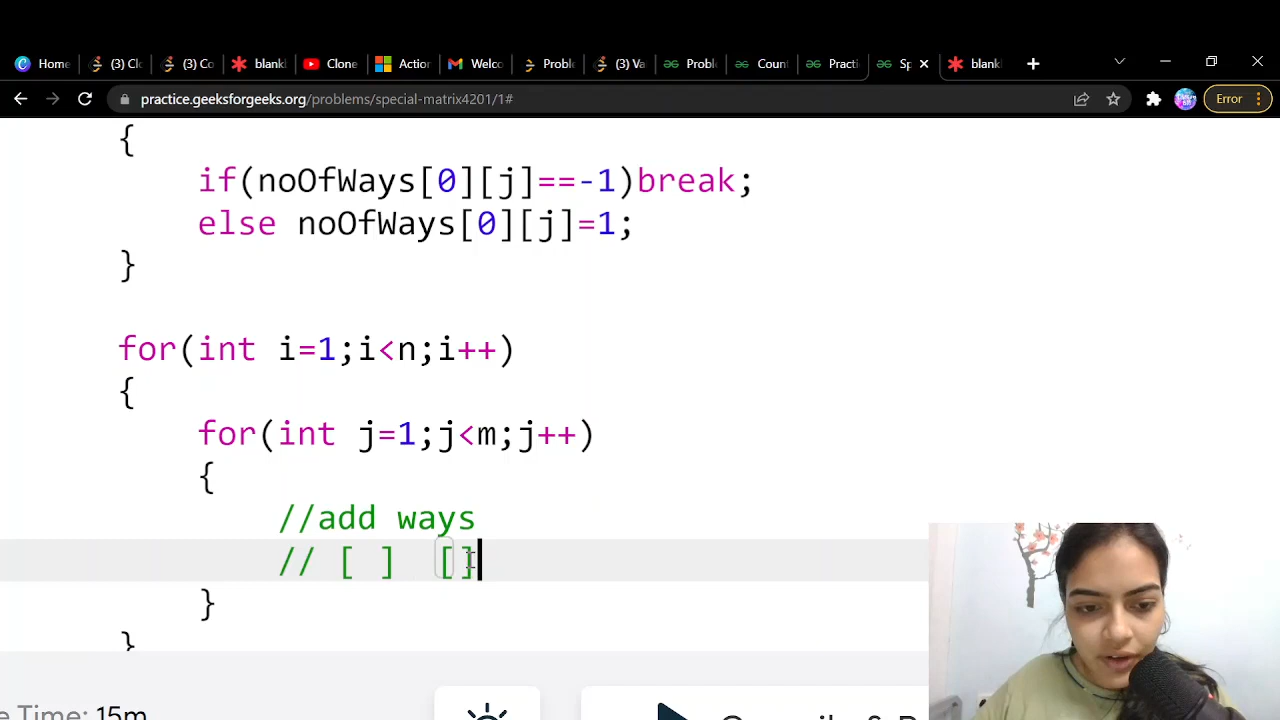 Home (3) Cl (3) Co blank Clone Action Welco Proble (3) Va Probl Count Practi Sp blank
practice.geeksforgeeks.org/problems/special-matrix4201/1# Error
{
if(noOfWays[0][j]==-1)break;
else noOfWays[0][j]=1;
}
for(int i=1;i<n;i++)
{
for(int j=1;j<m;j++)
{
//add ways
// [ ] []
}
}
e Time: 15m